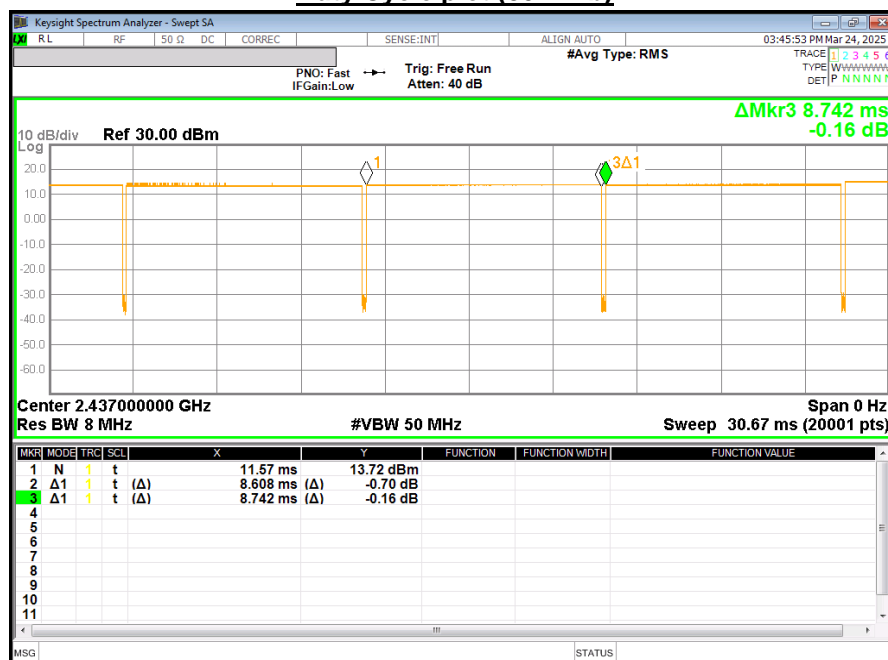 Keysight Spectrum Analyzer - Swept SA
LXI RL RF 50 Ω DC CORREC SENSE:INT ALIGN AUTO 03:45:53 PM Mar 24, 2025
#Avg Type: RMS TRACE 1 2 3 4 5 6
PNO: Fast Trig: Free Run TYPE WWWWWW
IFGain:Low Atten: 40 dB DET P N N N N N
ΔMkr3 8.742 ms
-0.16 dB
10 dB/div Ref 30.00 dBm
Log
1 3Δ1
20.0
10.0
0.00
-10.0
-20.0
-30.0
-40.0
-50.0
-60.0
Center 2.437000000 GHz Span 0 Hz
Res BW 8 MHz #VBW 50 MHz Sweep 30.67 ms (20001 pts)
MKR MODE TRC SCL X Y FUNCTION FUNCTION WIDTH FUNCTION VALUE
1 N 1 t 11.57 ms 13.72 dBm
2 Δ1 1 t (Δ) 8.608 ms (Δ) -0.70 dB
3 Δ1 1 t (Δ) 8.742 ms (Δ) -0.16 dB
4
5
6
7
8
9
10
11
MSG STATUS